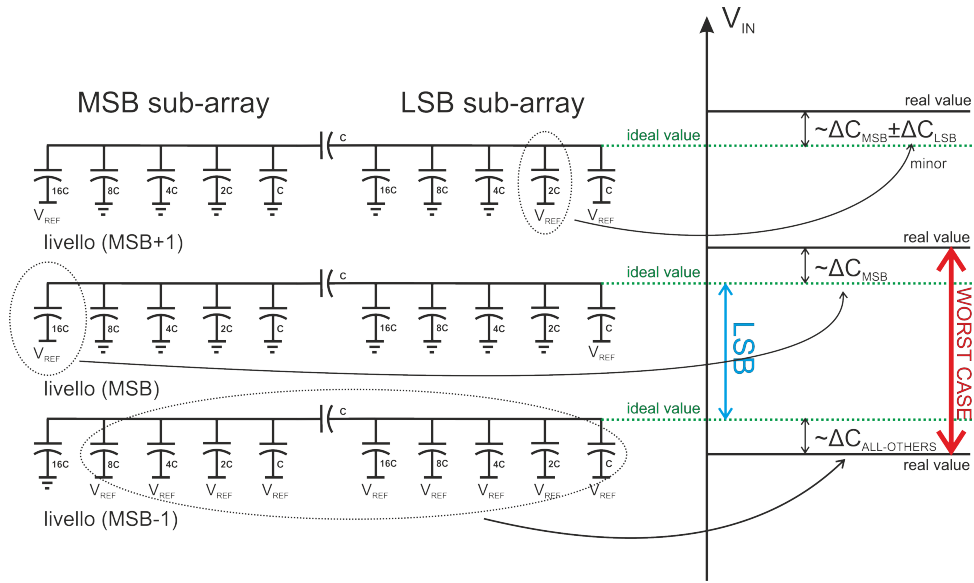 V_IN
MSB sub-array
LSB sub-array
real value
~ΔC_MSB±ΔC_LSB
ideal value
minor
c
16C 8C 4C 2C C 16C 8C 4C 2C C
V_REF V_REF V_REF
livello (MSB+1)
real value
~ΔC_MSB
ideal value
c
16C 8C 4C 2C C 16C 8C 4C 2C C
V_REF V_REF
livello (MSB)
LSB
WORST CASE
ideal value
c
~ΔC_ALL-OTHERS
real value
16C 8C 4C 2C C 16C 8C 4C 2C C
V_REF V_REF V_REF V_REF V_REF V_REF V_REF V_REF V_REF
livello (MSB-1)